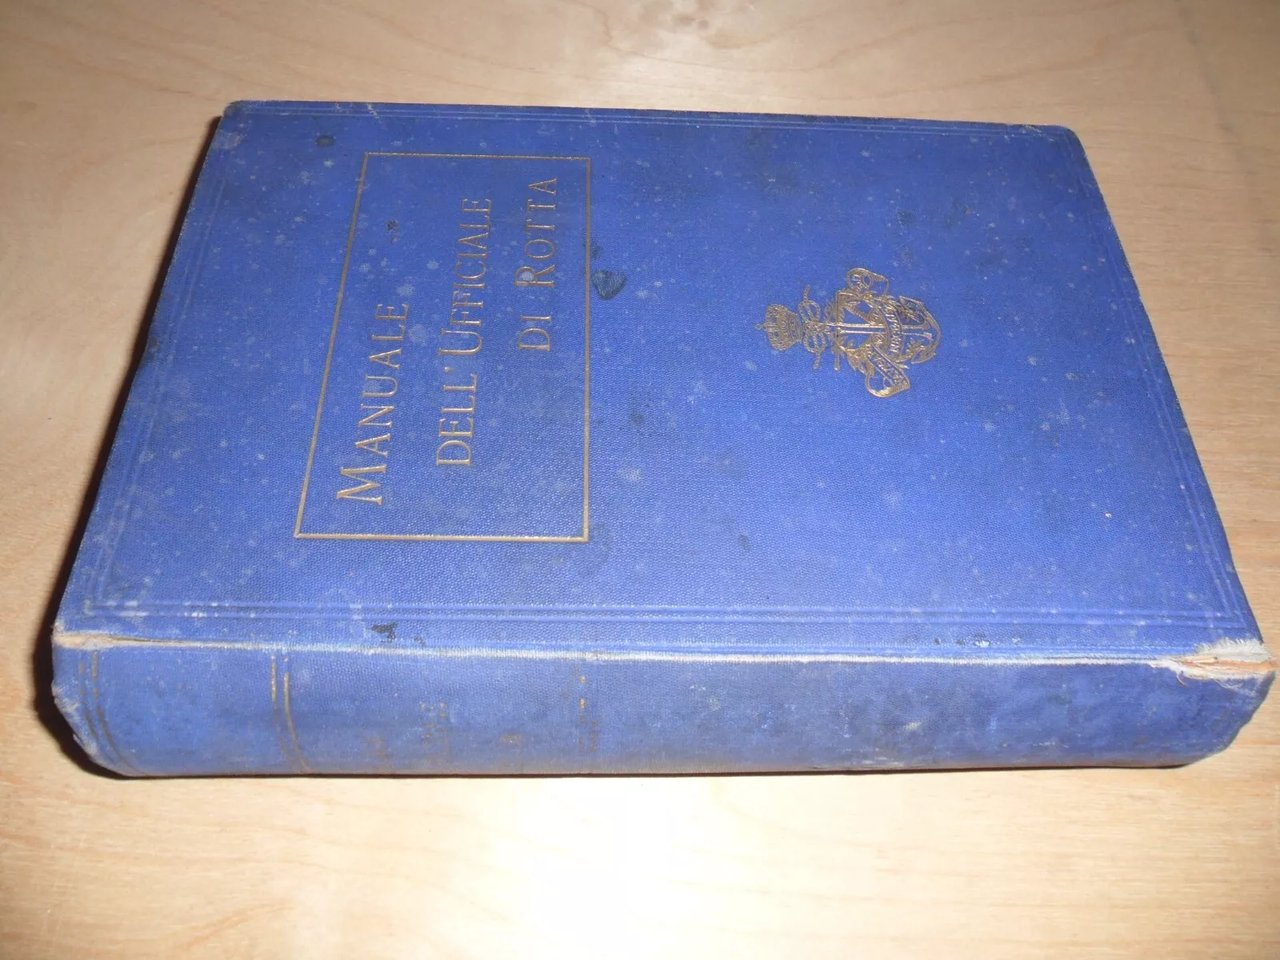 MANUALE
DELL' UFFICIALE
DI ROTTA